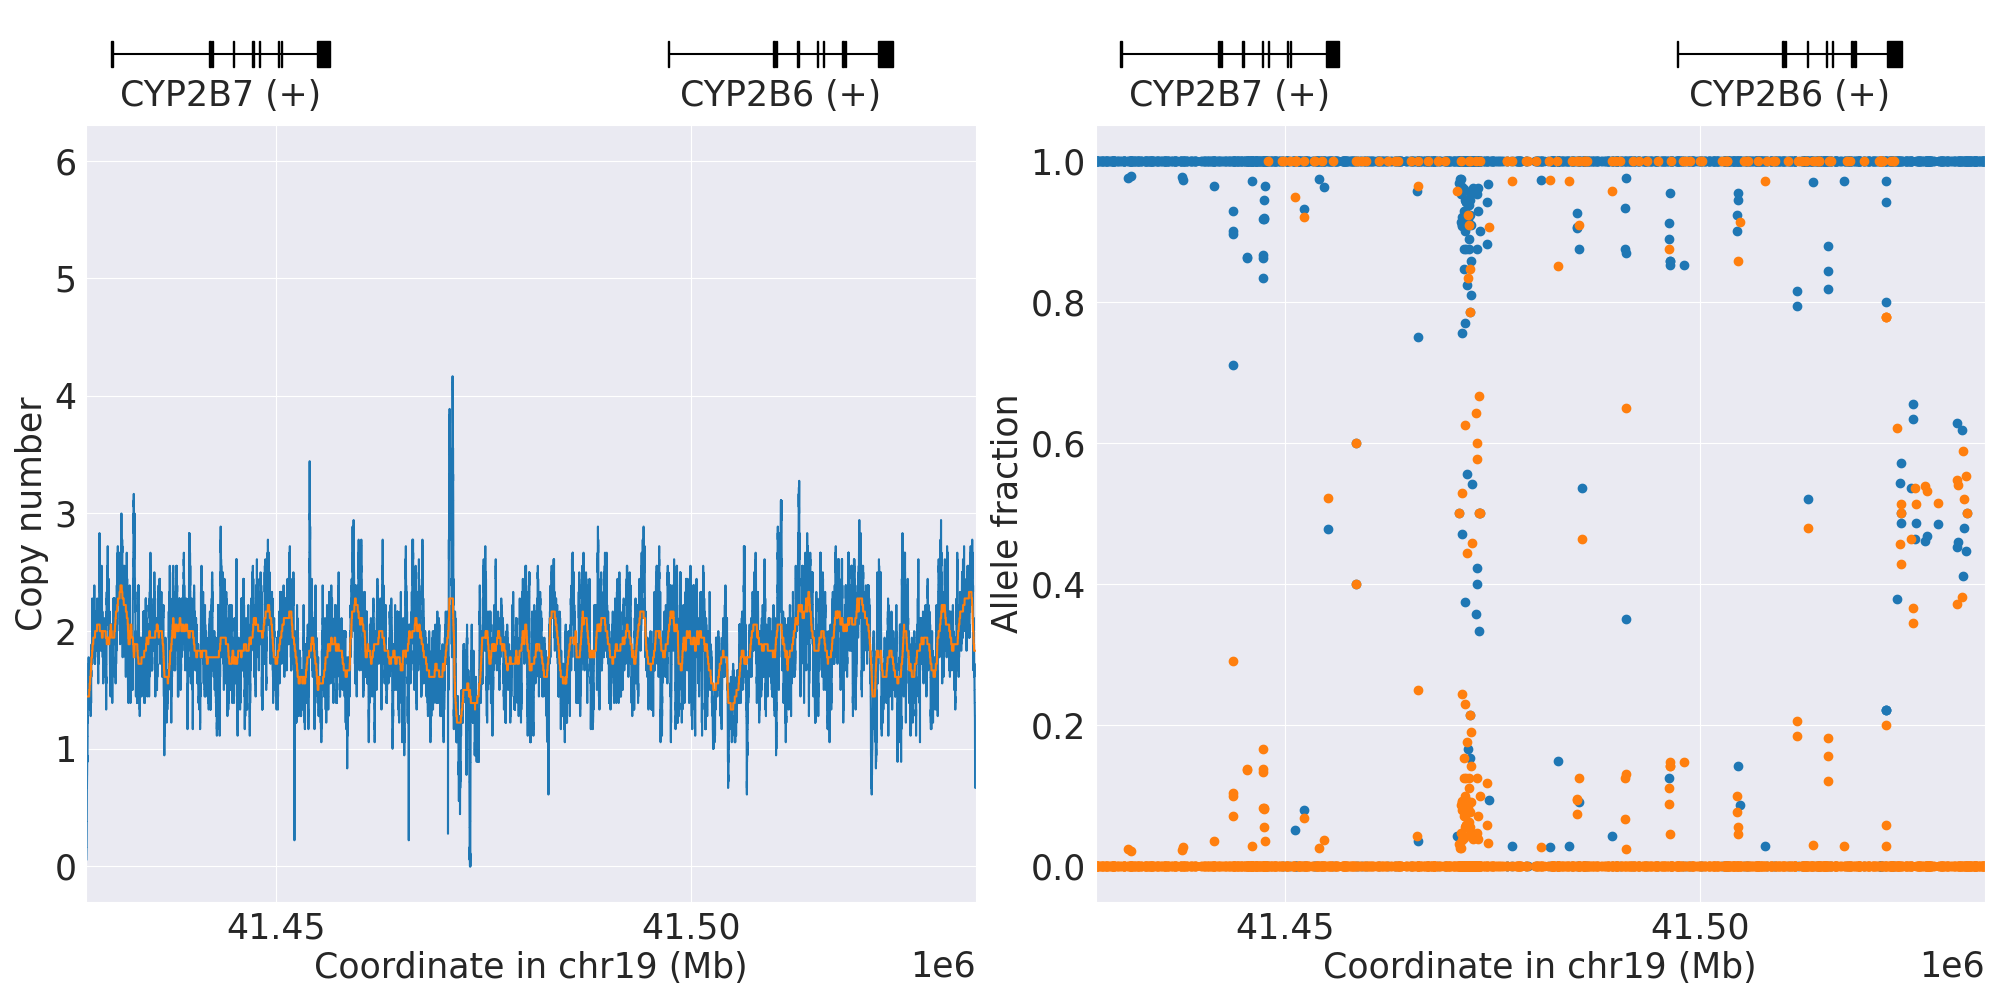 CYP2B7 (+)
CYP2B6 (+)
CYP2B7 (+)
CYP2B6 (+)
6
5
4
3
2
1
0
Copy number
41.45
41.50
Coordinate in chr19 (Mb)
1e6
1.0
0.8
0.6
0.4
0.2
0.0
Allele fraction
41.45
41.50
Coordinate in chr19 (Mb)
1e6